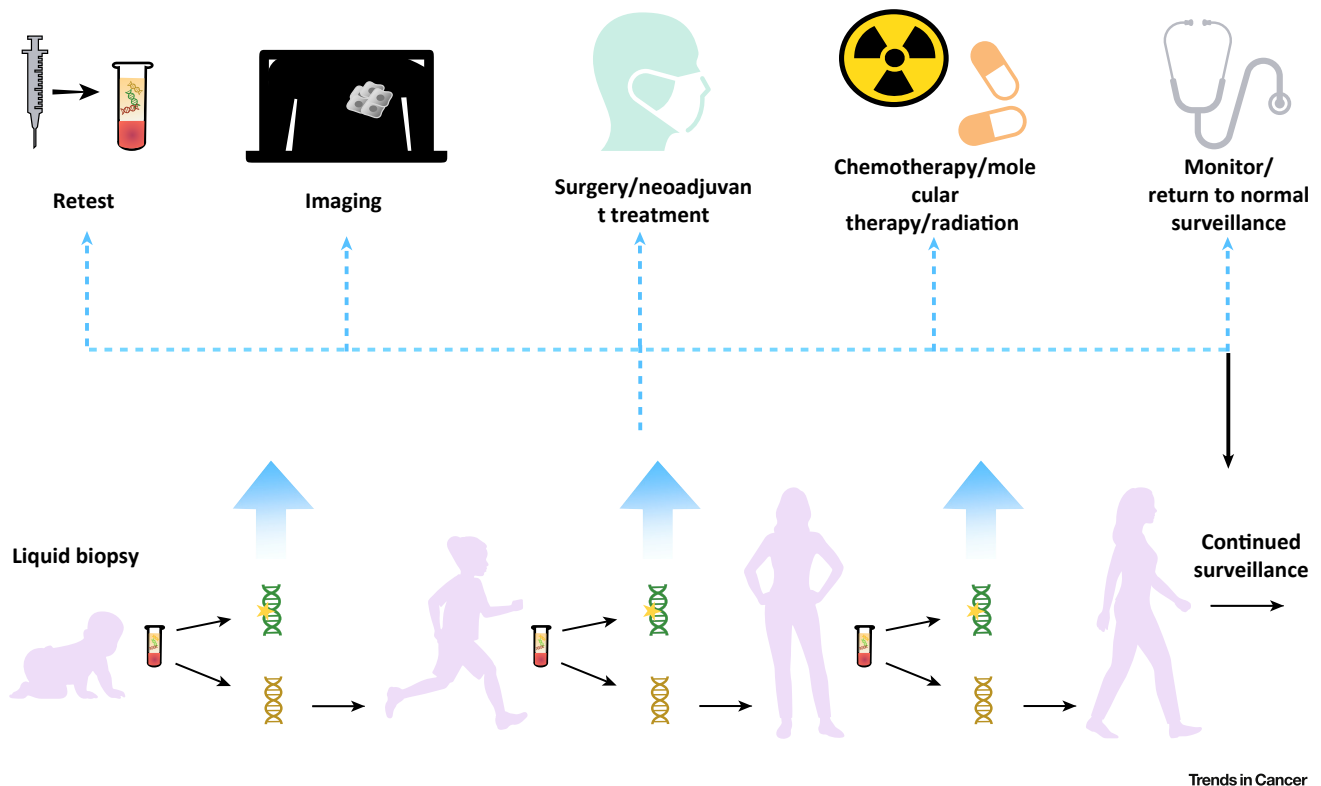 Retest
Imaging
Surgery/neoadjuvan
t treatment
Chemotherapy/mole
cular
therapy/radiation
Monitor/
return to normal
surveillance
Liquid biopsy
Continued
surveillance
Trends in Cancer